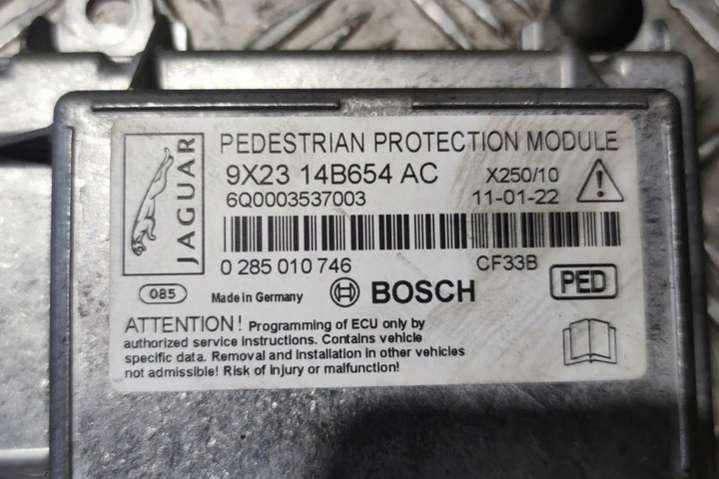 JAGUAR
PEDESTRIAN PROTECTION MODULE
9X23 14B654 AC X250/10
6Q0003537003 11-01-22
0 285 010 746 CF33B
085 Made in Germany BOSCH PED
ATTENTION! Programming of ECU only by
authorized service instructions. Contains vehicle
specific data. Removal and installation in other vehicles
not admissible! Risk of injury or malfunction!